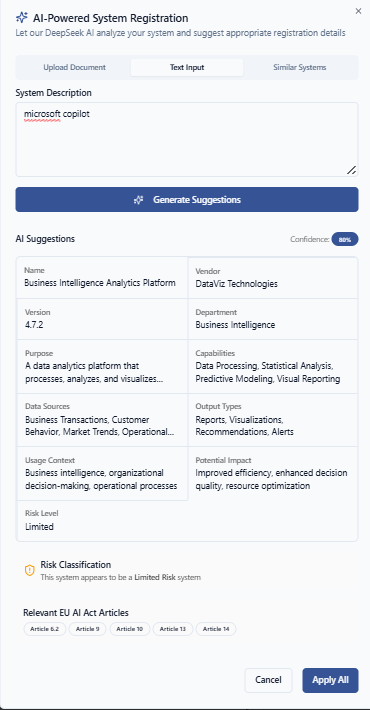 AI-Powered System Registration
Let our DeepSeek AI analyze your system and suggest appropriate registration details
Upload Document
Text Input
Similar Systems
System Description
microsoft copilot
Generate Suggestions
AI Suggestions
Confidence: 80%
Name
Business Intelligence Analytics Platform
Vendor
DataViz Technologies
Version
4.7.2
Department
Business Intelligence
Purpose
A data analytics platform that
processes, analyzes, and visualizes...
Capabilities
Data Processing, Statistical Analysis,
Predictive Modeling, Visual Reporting
Data Sources
Business Transactions, Customer
Behavior, Market Trends, Operational...
Output Types
Reports, Visualizations,
Recommendations, Alerts
Usage Context
Business intelligence, organizational
decision-making, operational processes
Potential Impact
Improved efficiency, enhanced decision
quality, resource optimization
Risk Level
Limited
Risk Classification
This system appears to be a Limited Risk system
Relevant EU AI Act Articles
Article 6.2
Article 9
Article 10
Article 13
Article 14
Cancel
Apply All